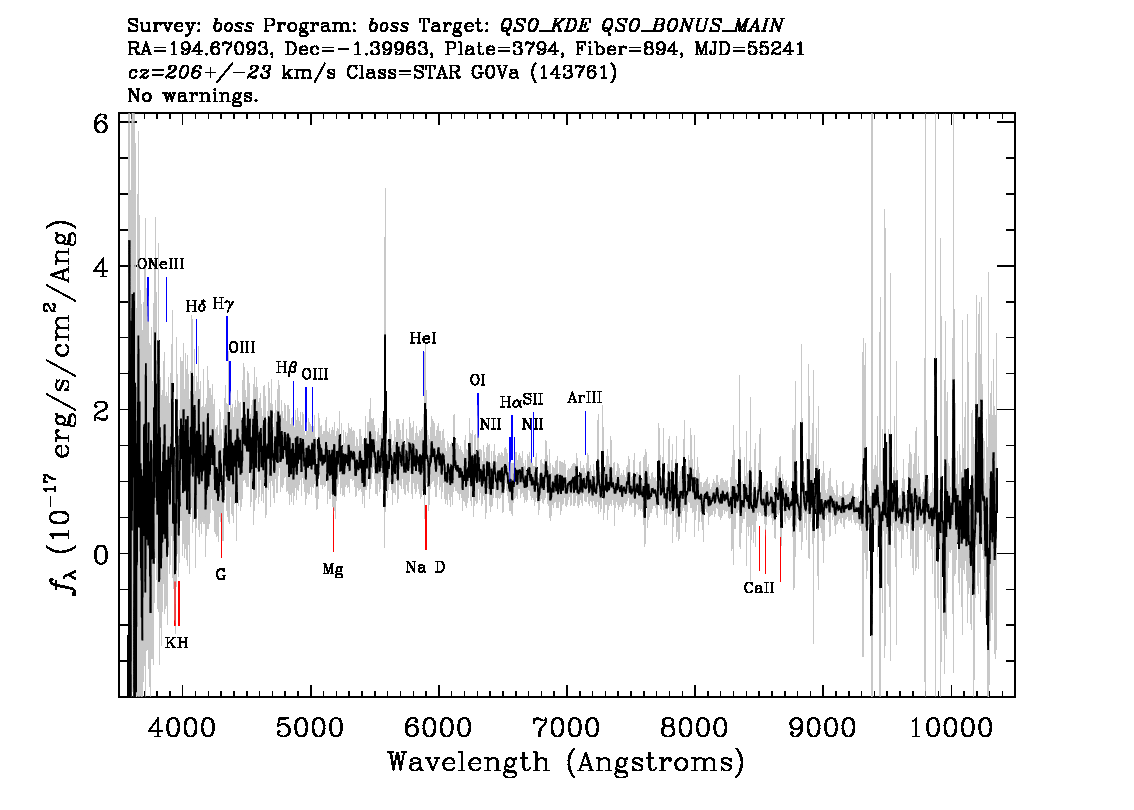 Survey: boss Program: boss Target: QSO_KDE QSO_BONUS_MAIN
RA=194.67093, Dec=−1.39963, Plate=3794, Fiber=894, MJD=55241
cz=206+/−23 km/s Class=STAR G0Va (143761)
No warnings.
6
4
2
0
f_λ (10^−17 erg/s/cm^2/Ang)
ONeIII
Hδ Hγ
OIII
Hβ OIII
HeI
OI
Hα SII
NII NII
ArIII
G
Mg
Na D
CaII
KH
4000 5000 6000 7000 8000 9000 10000
Wavelength (Angstroms)